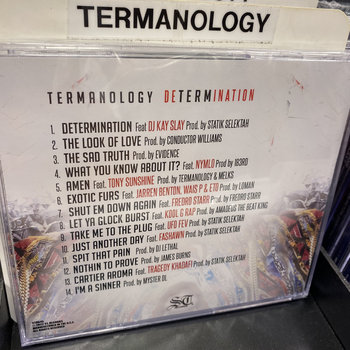 TERMANOLOGY
TERMANOLOGY DETERMINATION
1. DETERMINATION Feat DJ KAY SLAY Prod. by STATIK SELEKTAH
2. THE LOOK OF LOVE Prod. by CONDUCTOR WILLIAMS
3. THE SAD TRUTH Prod. by EVIDENCE
4. WHAT YOU KNOW ABOUT IT? Feat. NYMLO Prod by 183RD
5. AMEN Feat. TONY SUNSHINE Prod. by TERMANOLOGY & MELKS
6. EXOTIC FURS Feat. JARREN BENTON, WAIS P & ETO Prod. by LOMAN
7. SHUT EM DOWN AGAIN Feat. FREDRO STARR Prod. by FREDRO STARR
8. LET YA GLOCK BURST Feat. KOOL G RAP Prod. by AMADEUS THE BEAT KING
9. TAKE ME TO THE PLUG Feat. UFO FEV Prod. by STATIK SELEKTAH
10. JUST ANOTHER DAY Feat. FASHAWN Prod. by STATIK SELEKTAH
11. SPIT THAT PAIN Prod. by DJ LETHAL
12. NOTHIN TO PROVE Prod. by JAMES BURNS
13. CARTIER AROMA Feat. TRAGEDY KHADAFI Prod. by STATIK SELEKTAH
14. I'M A SINNER Prod. by MYSTER DL
ST.